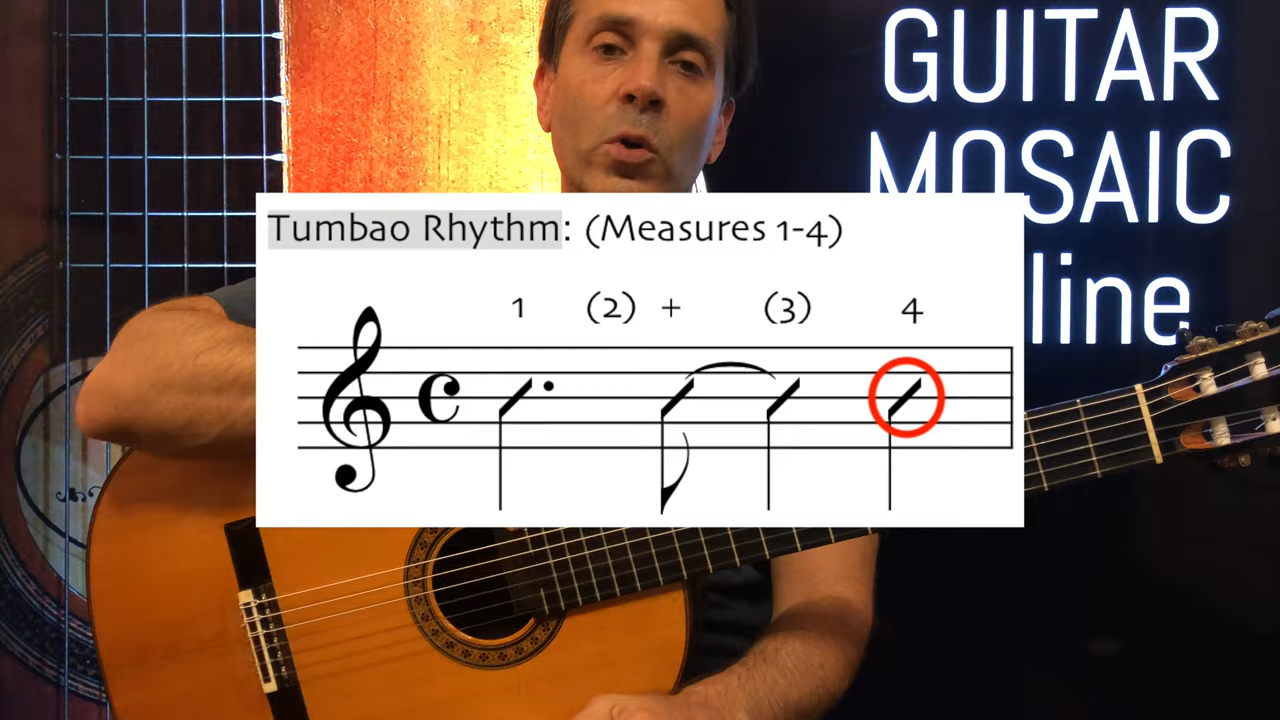 GUITAR
MOSAIC
line
Tumbao Rhythm: (Measures 1-4)
1 (2) + (3) 4